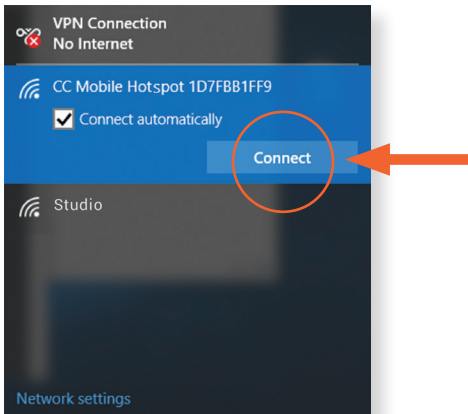 VPN Connection
No Internet
CC Mobile Hotspot 1D7FBB1FF9
Connect automatically
Connect
Studio
Network settings